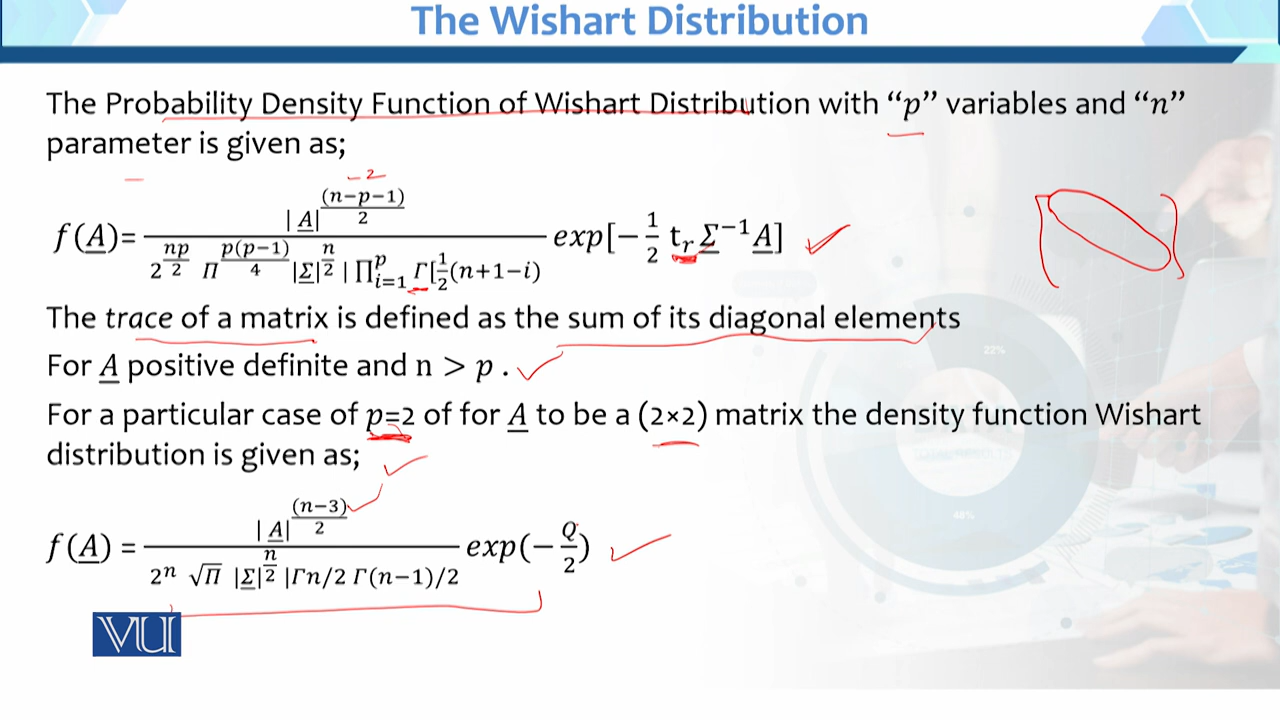 The Wishart Distribution
The Probability Density Function of Wishart Distribution with “p” variables and “n”
parameter is given as;
-2
f(A)= |A|^((n−p−1)/2) / (2^(np/2) Π^(p(p−1)/4) |Σ|^(n/2) | ∏_{i=1}^p Γ[½(n+1−i)) exp[−½ t_r Σ^−1 A]
The trace of a matrix is defined as the sum of its diagonal elements
For A positive definite and n > p .
For a particular case of p=2 of for A to be a (2×2) matrix the density function Wishart
distribution is given as;
f(A) = |A|^((n−3)/2) / (2^n √Π |Σ|^(n/2) |Γn/2 Γ(n−1)/2) exp(−Q/2)
VU
22%